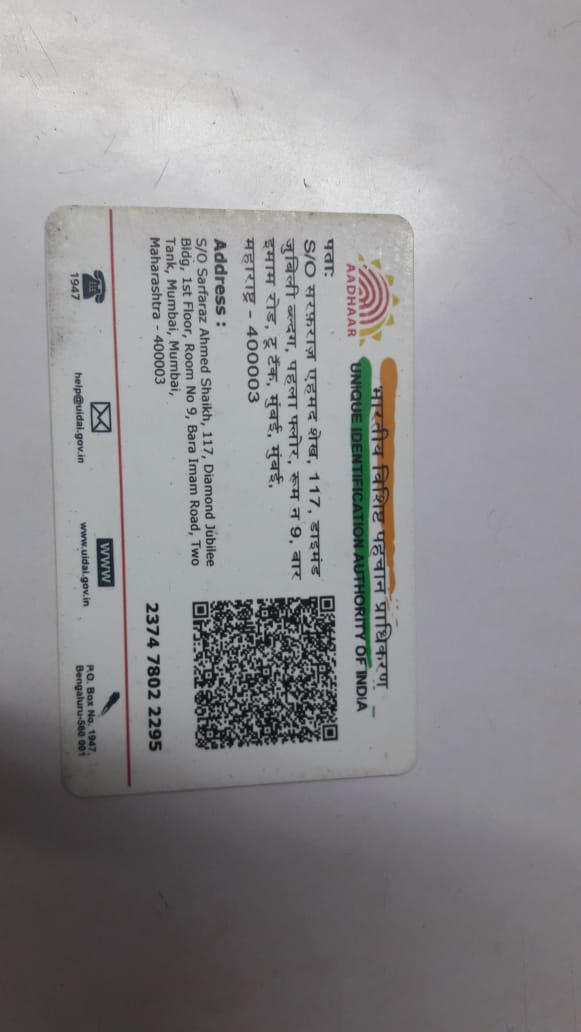 भारतीय विशिष्ट पहचान प्राधिकरण
UNIQUE IDENTIFICATION AUTHORITY OF INDIA
AADHAAR
पता:
S/O सरफ़राज़ एहमद शेख, 117, डाइमंड
जुबिली ब्ल्दग, पहला फ्लोर, रूम न 9, बार
इमाम रोड, टू टैंक, मुंबई, मुंबई,
महाराष्ट्र - 400003
Address :
S/O Sarfaraz Ahmed Shaikh, 117, Diamond Jubilee
Bldg, 1st Floor, Room No 9, Bara Imam Road, Two
Tank, Mumbai, Mumbai,
Maharashtra - 400003
2374 7802 2295
1947
help@uidai.gov.in
www
www.uidai.gov.in
P.O. Box No. 1947,
Bengaluru-560 001